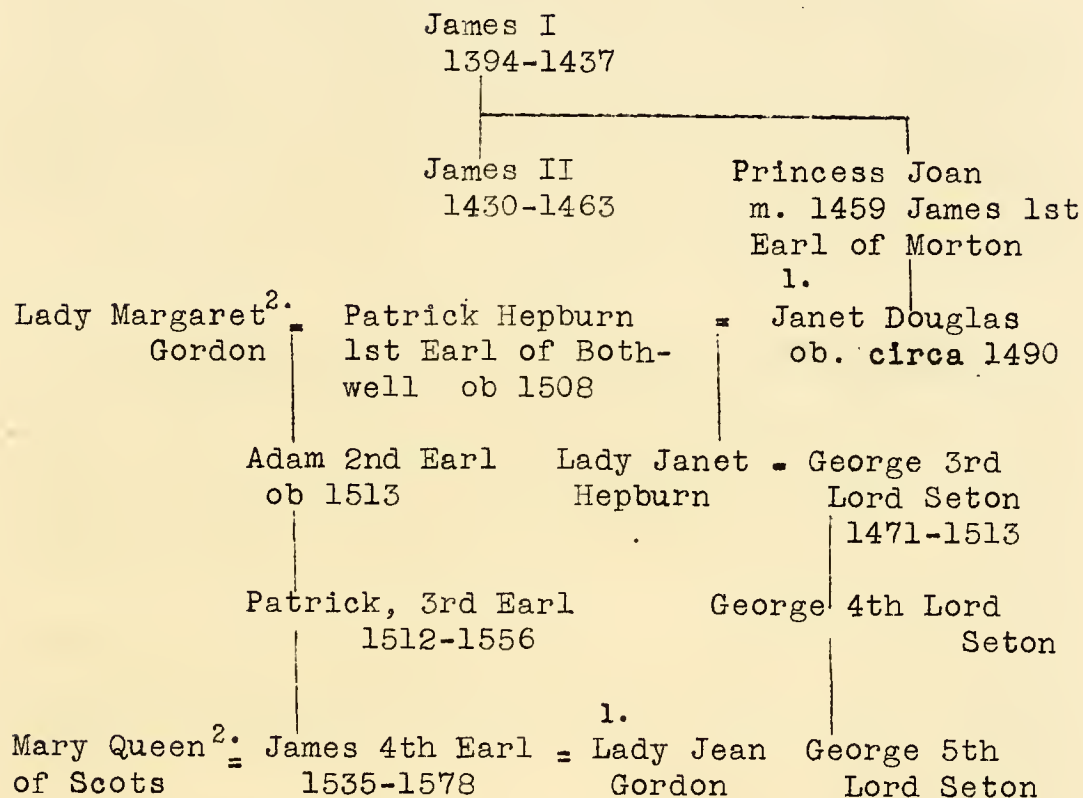 James I
1394-1437
James II
1430-1463
Princess Joan
m. 1459 James 1st
Earl of Morton
Lady Margaret 2. =
Gordon
Patrick Hepburn
1st Earl of Both-
well ob 1508
=
1.
Janet Douglas
ob. circa 1490
Adam 2nd Earl
ob 1513
Lady Janet = George 3rd
Hepburn
Lord Seton
1471-1513
Patrick, 3rd Earl
1512-1556
George 4th Lord
Seton
Mary Queen 2. =
of Scots
James 4th Earl =
1535-1578
1.
Lady Jean
Gordon
George 5th
Lord Seton